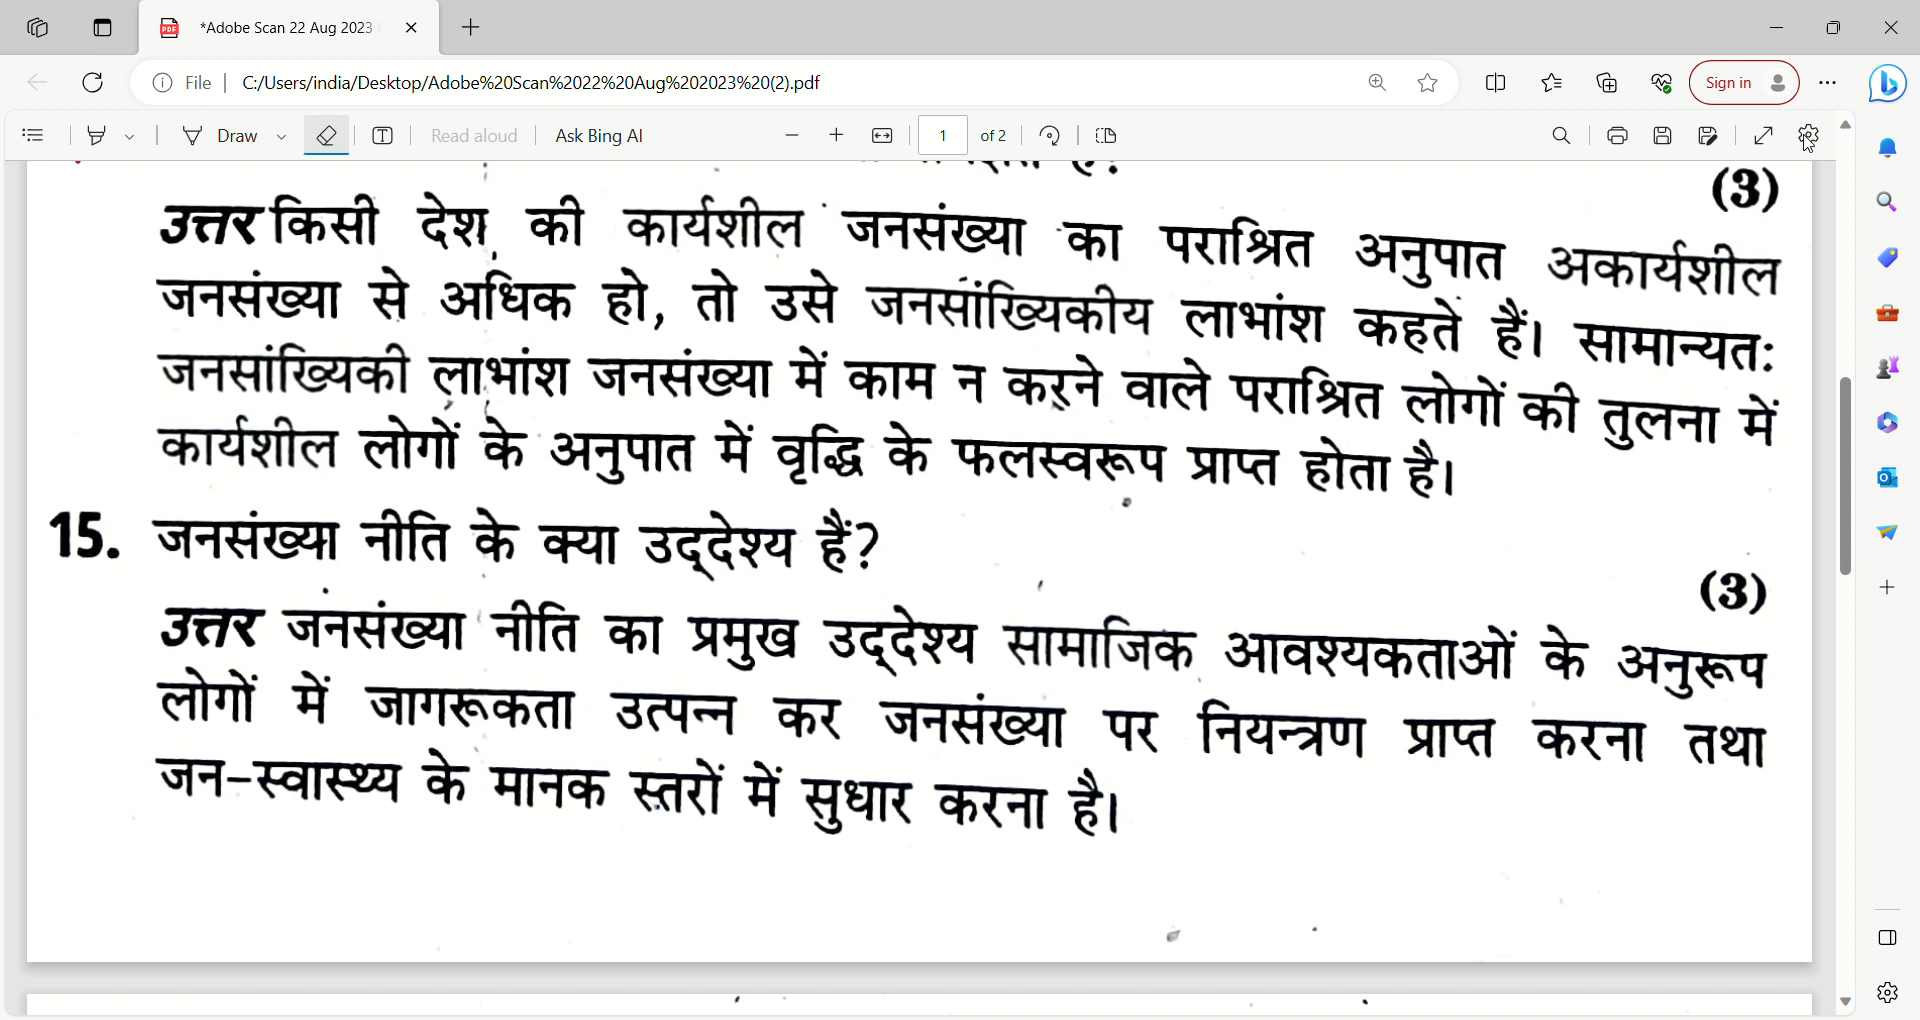 *Adobe Scan 22 Aug 2023
File
C:/Users/india/Desktop/Adobe%20Scan%2022%20Aug%202023%20(2).pdf
Sign in
Draw
Read aloud
Ask Bing AI
1 of 2
(3)
उत्तर किसी देश की कार्यशील जनसंख्या का पराश्रित अनुपात अकार्यशील
जनसंख्या से अधिक हो, तो उसे जनसांख्यिकीय लाभांश कहते हैं। सामान्यतः
जनसांख्यिकी लाभांश जनसंख्या में काम न करने वाले पराश्रित लोगों की तुलना में
कार्यशील लोगों के अनुपात में वृद्धि के फलस्वरूप प्राप्त होता है।
15. जनसंख्या नीति के क्या उद्देश्य हैं?
(3)
उत्तर जनसंख्या नीति का प्रमुख उद्देश्य सामाजिक आवश्यकताओं के अनुरूप
लोगों में जागरूकता उत्पन्न कर जनसंख्या पर नियन्त्रण प्राप्त करना तथा
जन-स्वास्थ्य के मानक स्तरों में सुधार करना है।